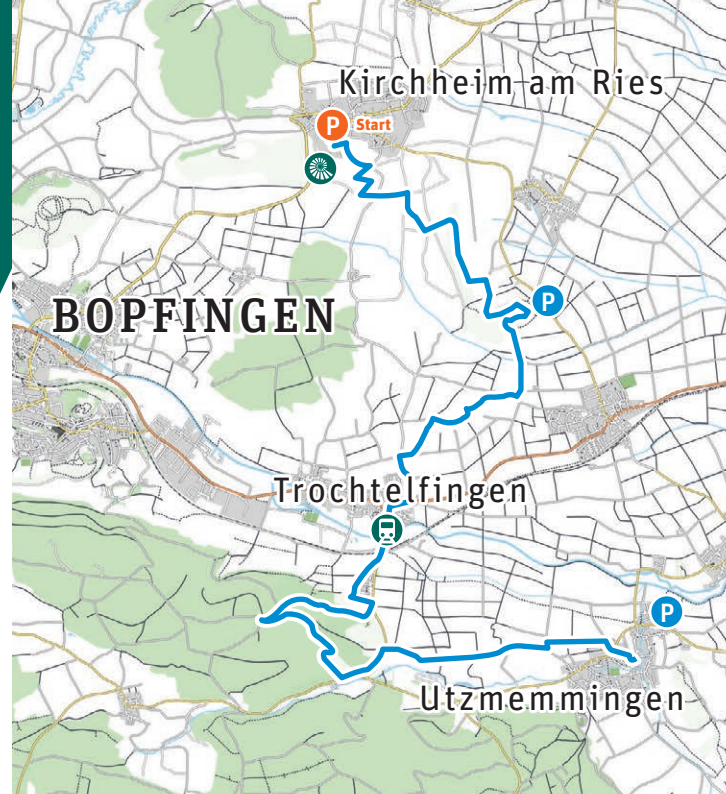 Kirchheim am Ries
P Start
P
BOPFINGEN
Trochtelfingen
P
Utzmemmingen